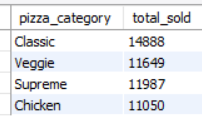 pizza_category total_sold
Classic 14888
Veggie 11649
Supreme 11987
Chicken 11050